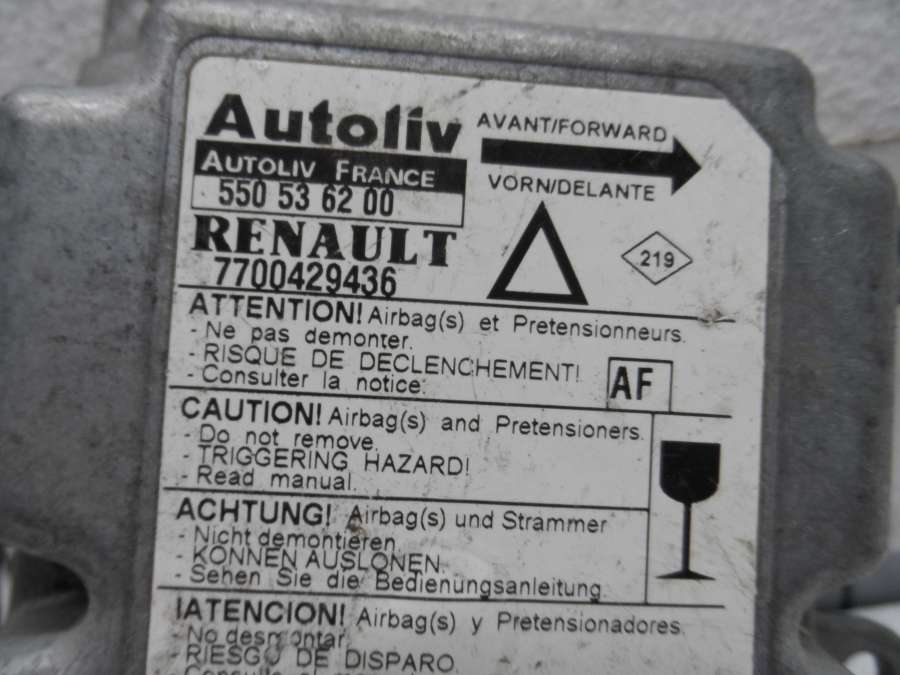 Autoliv
AUTOLIV FRANCE
550 53 62 00
RENAULT
7700429436
AVANT/FORWARD
VORN/DELANTE
219
ATTENTION! Airbag(s) et Pretensionneurs.
- Ne pas demonter.
- RISQUE DE DECLENCHEMENT!
- Consulter la notice.
AF
CAUTION! Airbag(s) and Pretensioners.
- Do not remove.
- TRIGGERING HAZARD!
- Read manual.
ACHTUNG! Airbag(s) und Strammer
- Nicht demontieren
- KONNEN AUSLONEN.
- Sehen Sie die Bedienungsanleitung.
!ATENCION! Airbag(s) y Pretensionadores.
- No desmontar.
- RIESGO DE DISPARO.